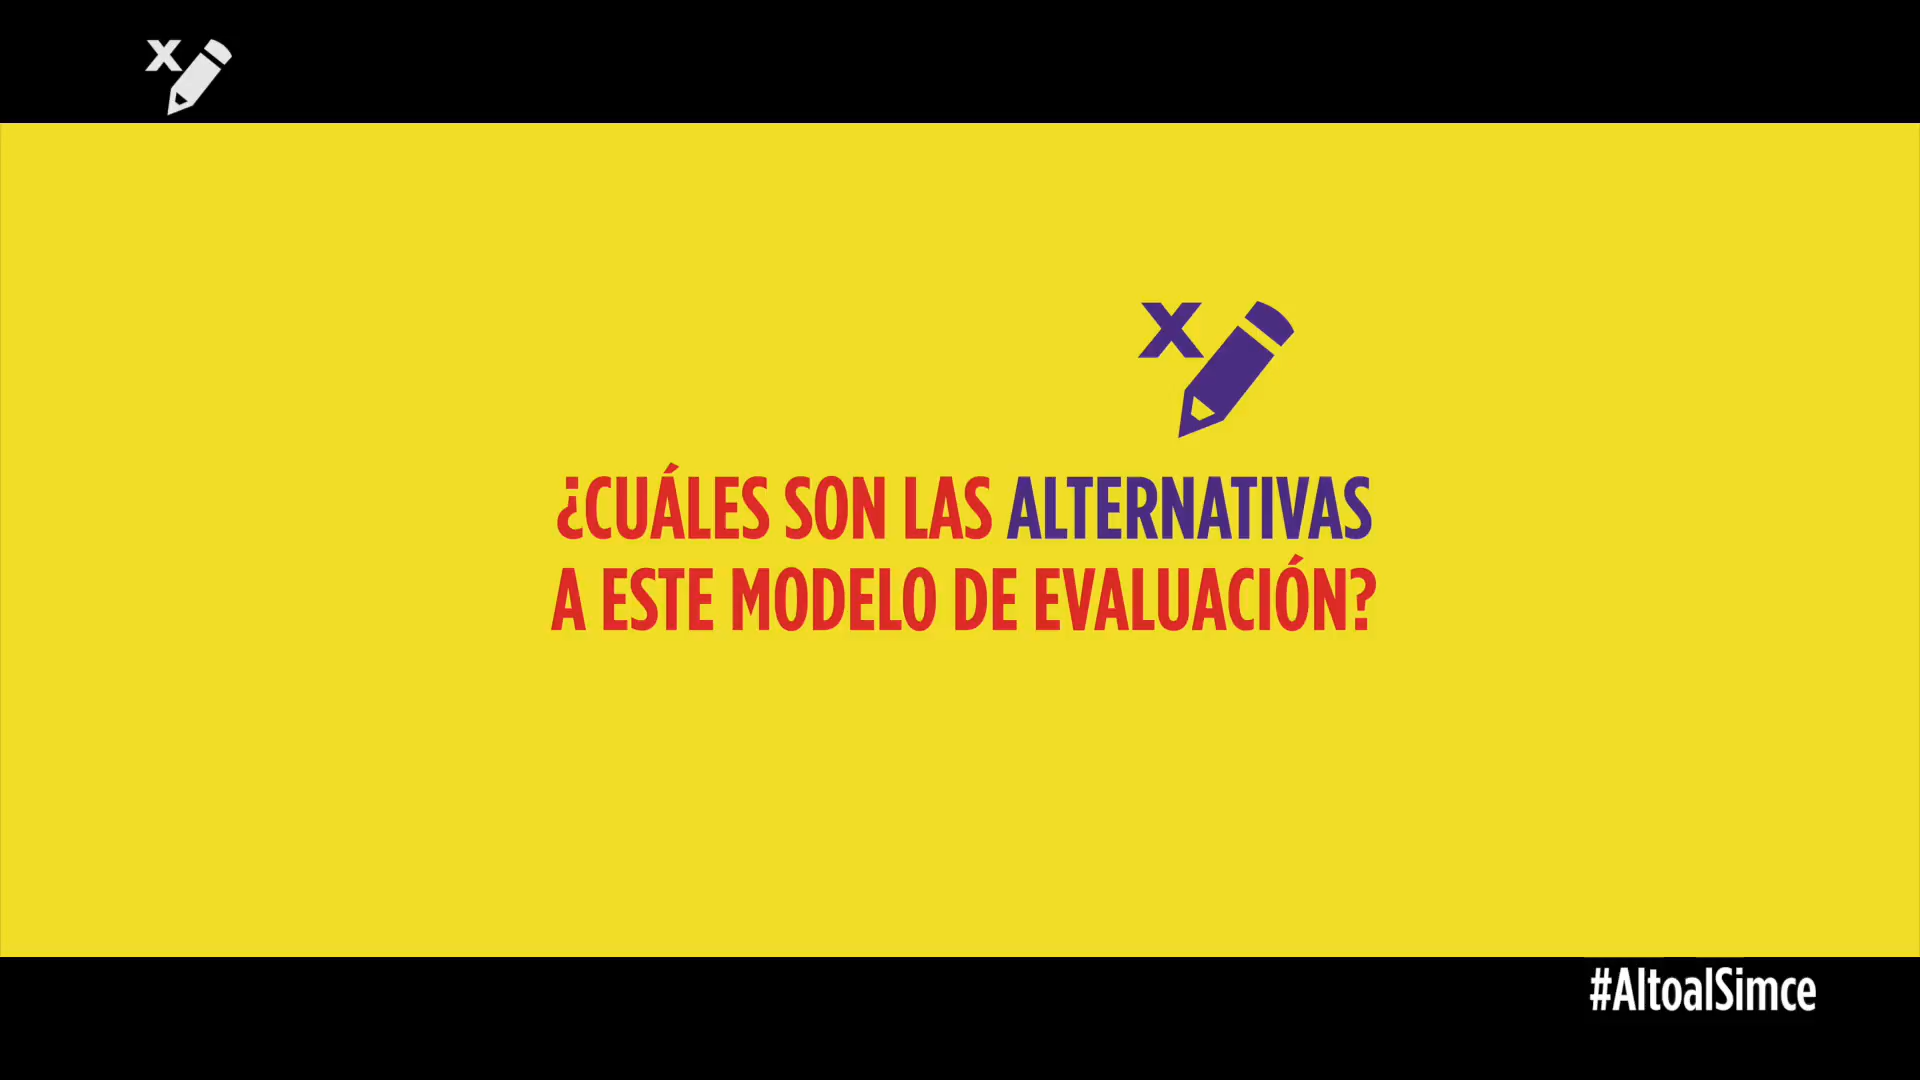 ¿CUÁLES SON LAS ALTERNATIVAS
A ESTE MODELO DE EVALUACIÓN?
#AltoalSimce